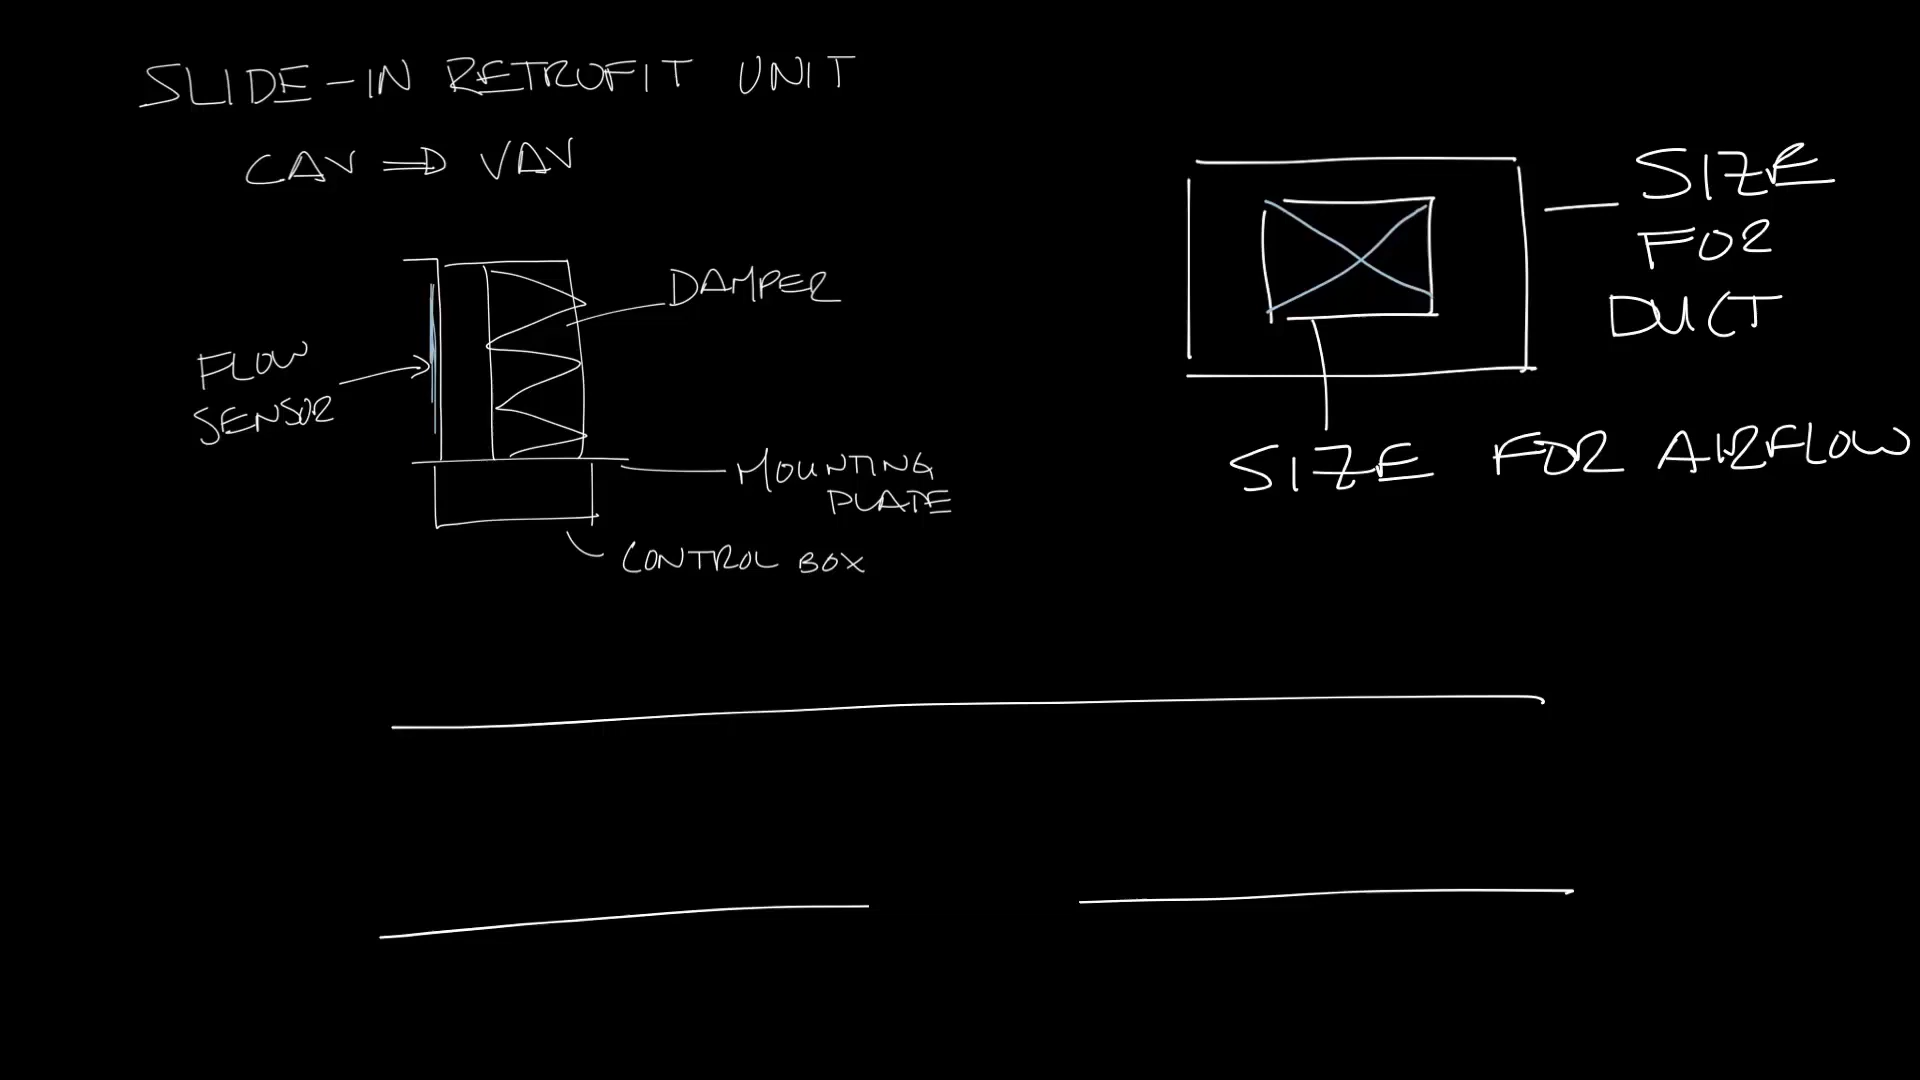 SLIDE-IN RETROFIT UNIT
CAV ⇒ VAV
FLOW
SENSOR
DAMPER
MOUNTING
PLATE
CONTROL BOX
SIZE
FOR
DUCT
SIZE FOR AIRFLOW